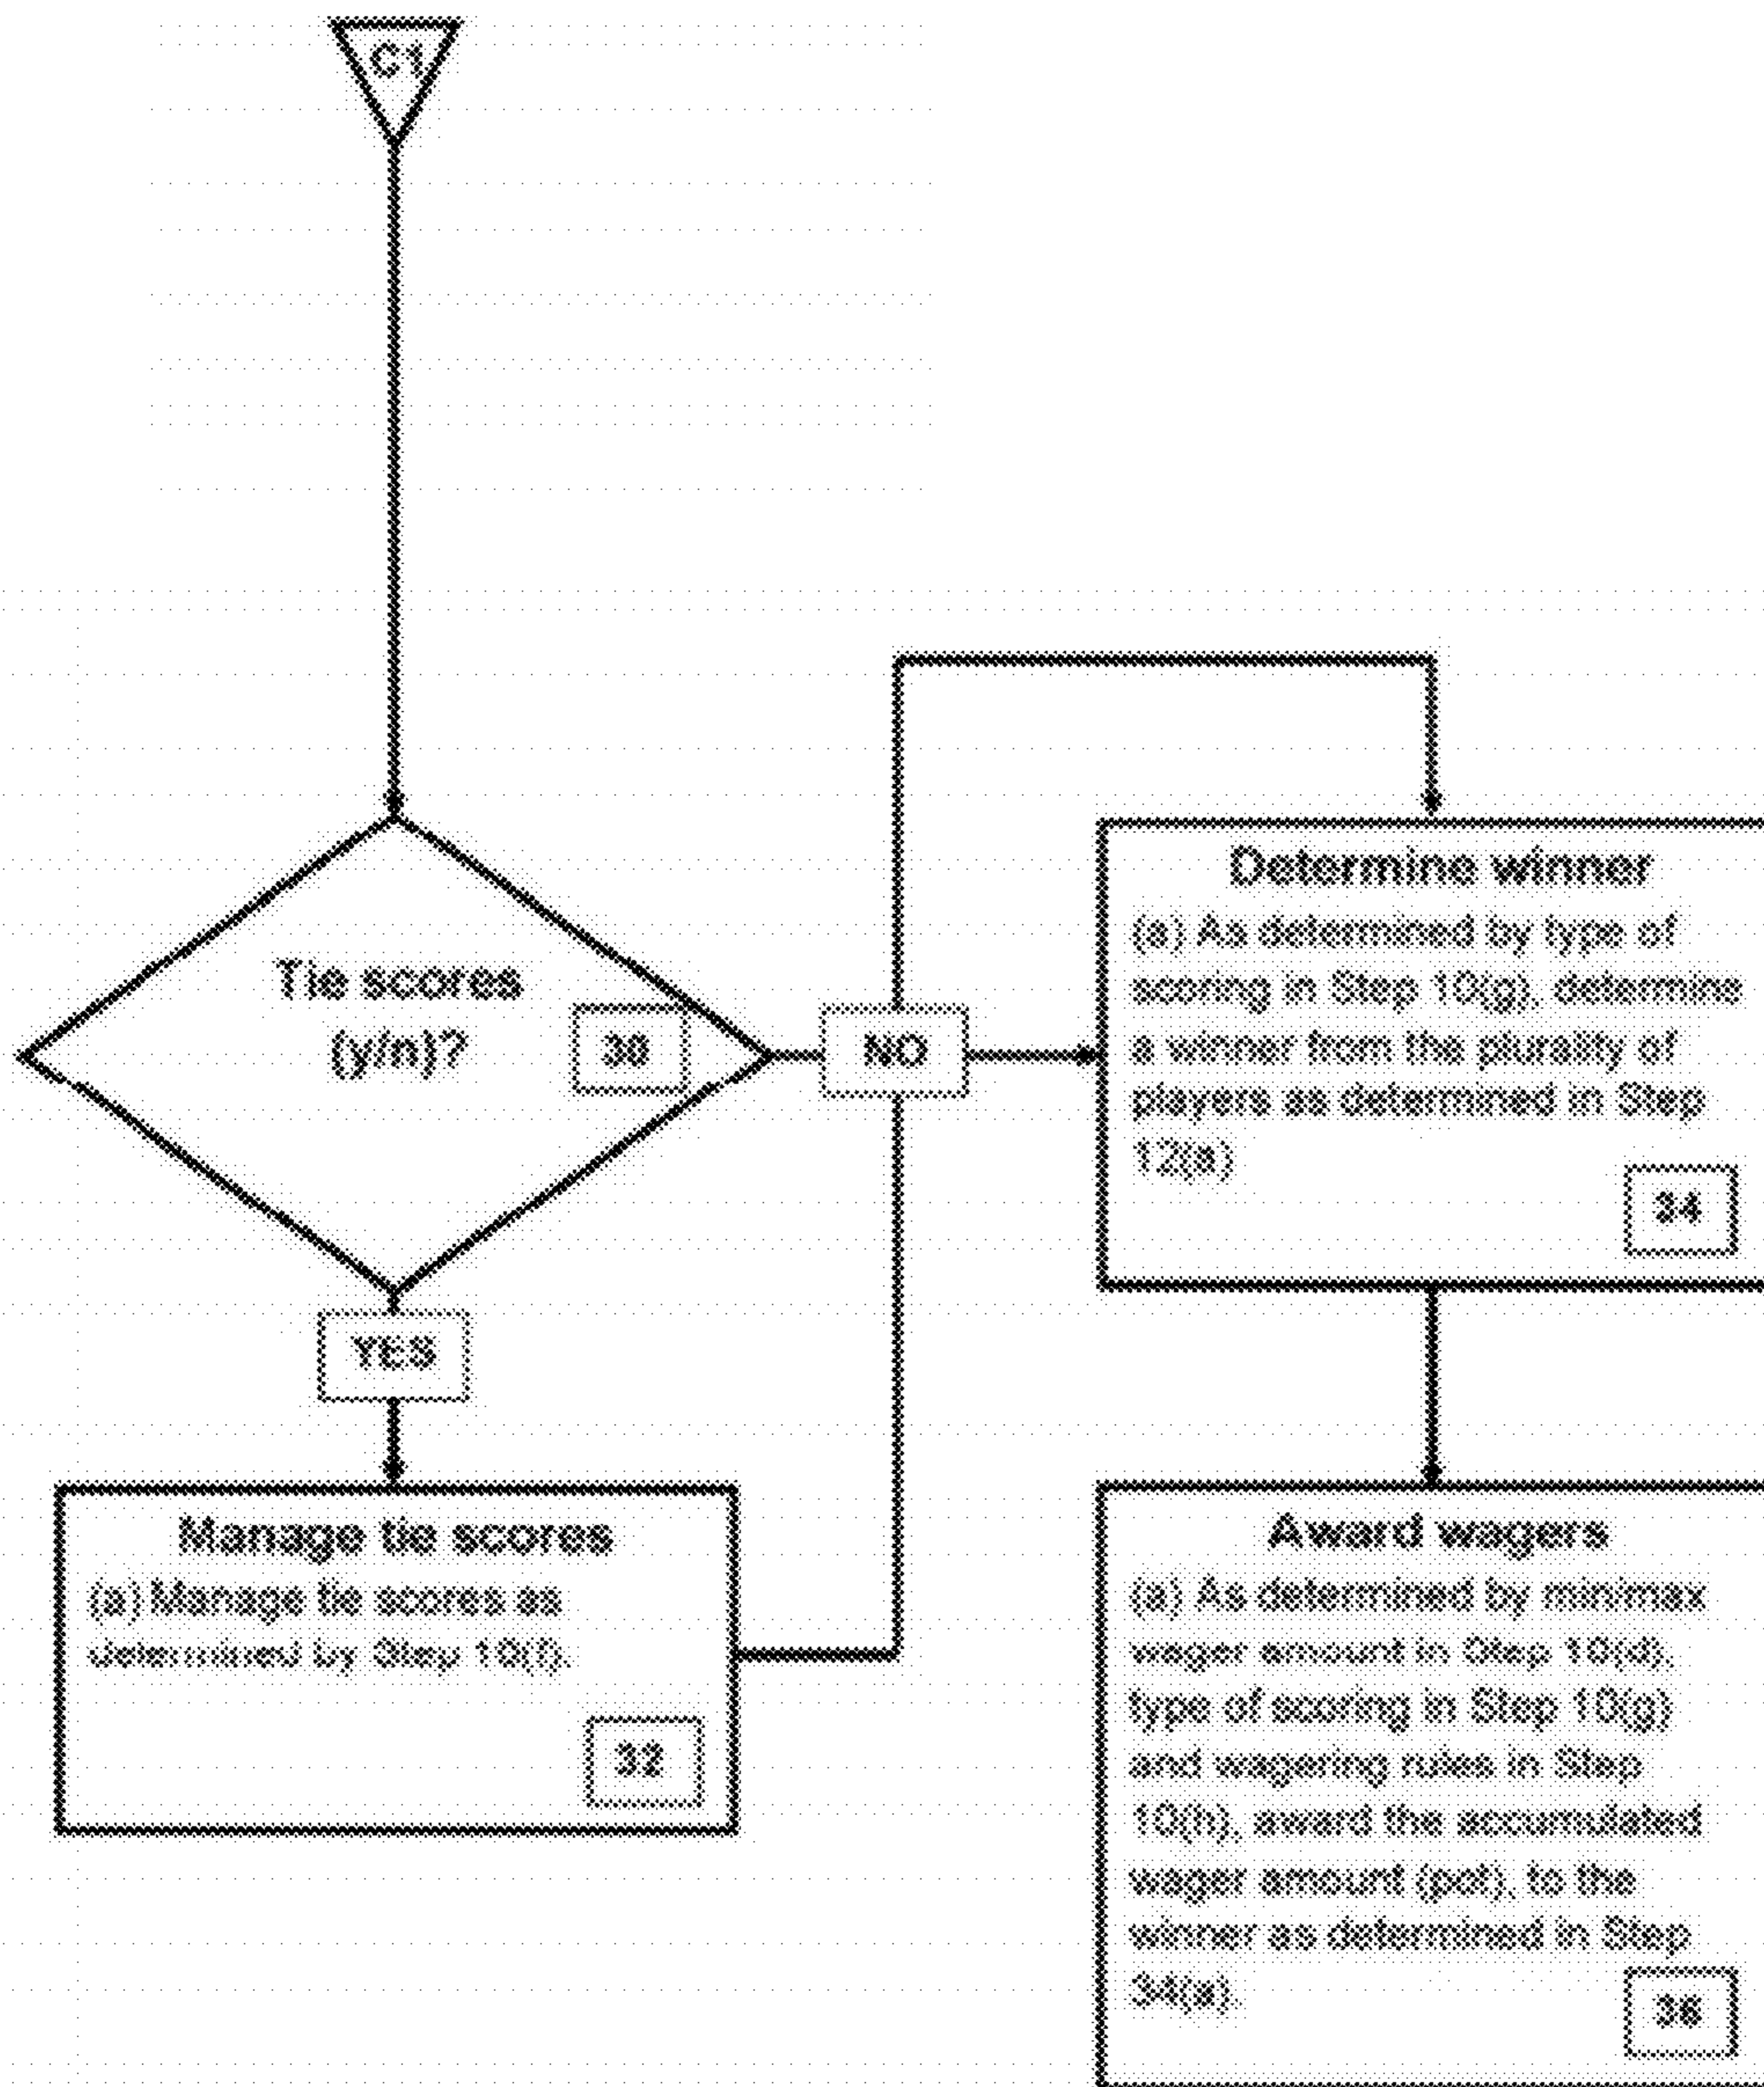 C1
Tie scores
(y/n)?
30
NO
YES
Manage tie scores
(a) Manage tie scores as
determined by Step 10(f).
32
Determine winner
(a) As determined by type of
scoring in Step 10(g), determine
a winner from the plurality of
players as determined in Step
12(a)
34
Award wagers
(a) As determined by minimax
wager amount in Step 10(d),
type of scoring in Step 10(g)
and wagering rules in Step
10(h), award the accumulated
wager amount (pot), to the
winner as determined in Step
34(a).
36